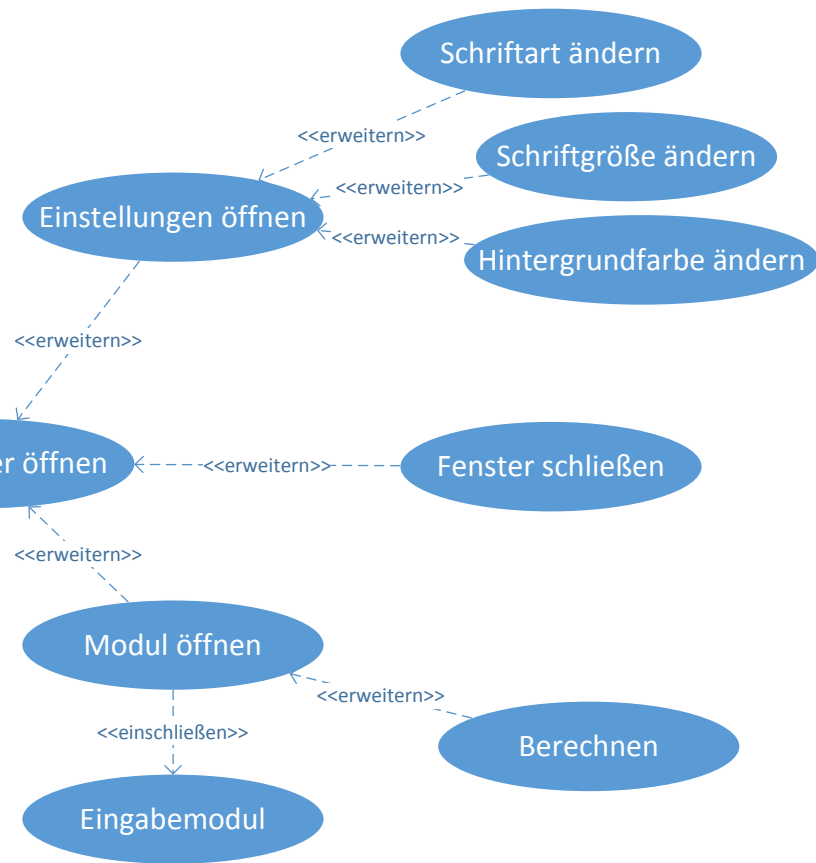 Schriftart ändern
<<erweitern>>
Schriftgröße ändern
<<erweitern>>
Einstellungen öffnen
<<erweitern>>
Hintergrundfarbe ändern
<<erweitern>>
öffnen
<<erweitern>>
Fenster schließen
<<erweitern>>
Modul öffnen
<<erweitern>>
<<einschließen>>
Berechnen
Eingabemodul